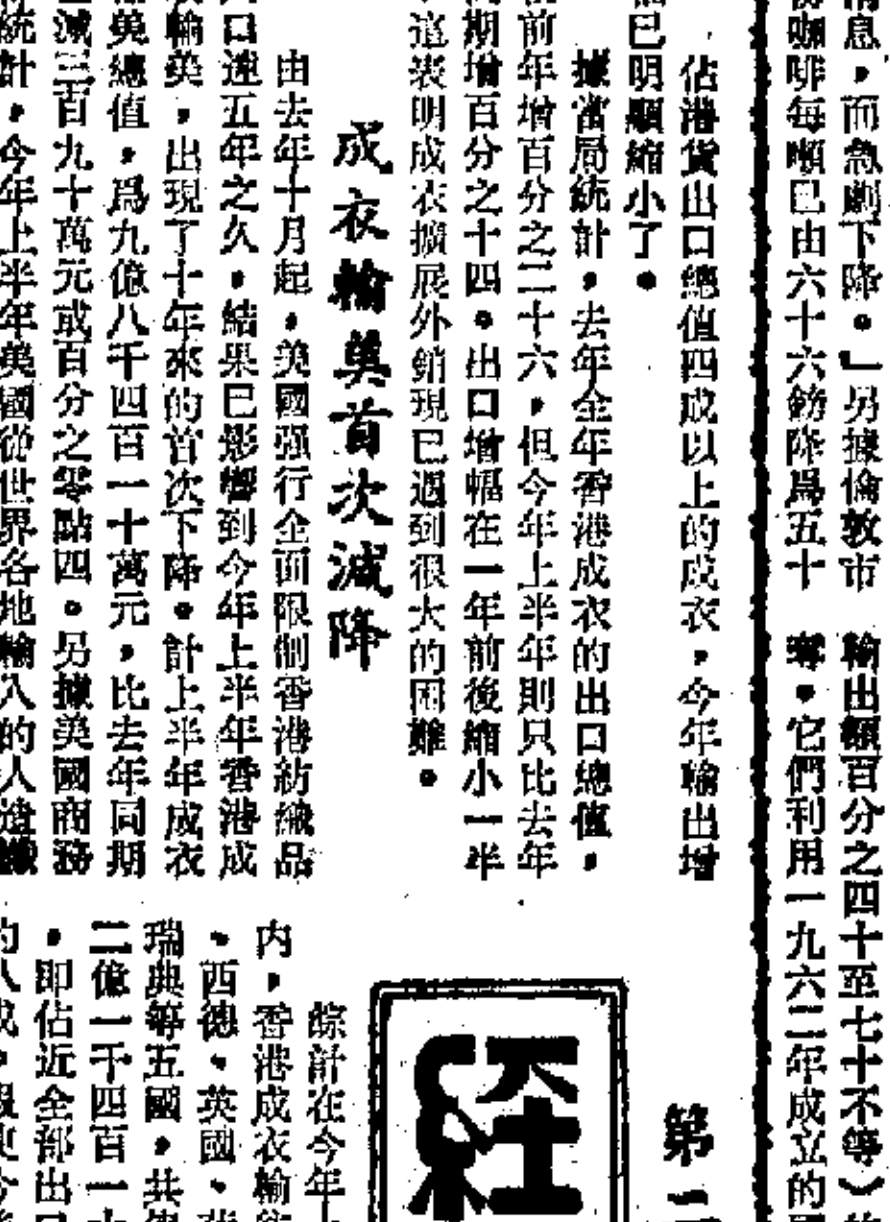 息，而急劇下降。」另據倫敦市
咖啡每噸已由六十六鎊降爲五十
輸出額百分之四十至七十不等）
奪。它們利用一九六二年成立的
佔港貨出口總值四成以上的成衣，今年輸出增
已明顯縮小了。
據當局統計，去年全年香港成衣的出口總值，
前年增百分之二十六，但今年上半年則只比去年
期增百分之十四。出口增幅在一年前後縮小一半
這表明成衣擴展外銷現已遇到很大的困難。
成衣輸美首次減降
由去年十月起，美國强行全面限制香港紡織品
口達五年之久，結果已影響到今年上半年香港成
輸美，出現了十年來的首次下降。計上半年成衣
美總值，爲九億八千四百一十萬元，比去年同期
減三百九十萬元或百分之零點四。另據美國商務
統計，今年上半年美國從世界各地輸入的人造纖
第二
經
綜計在今年
内，香港成衣輸
、西德、英國、
瑞典等五國，共
二億一千四百一
，即佔近全部出